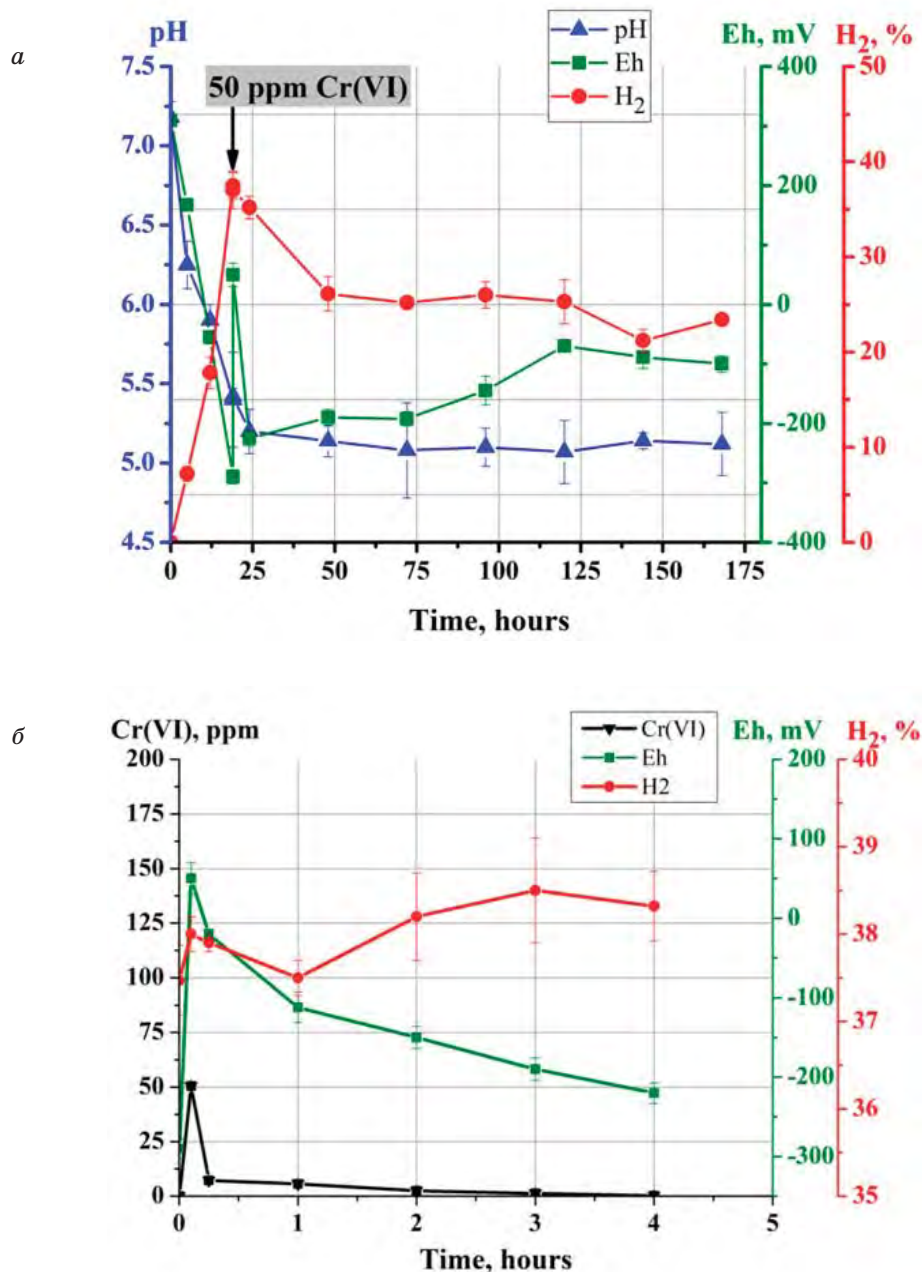 а
pH
Eh, mV
H2, %
pH
Eh
H2
50 ppm Cr(VI)
7.5
7.0
6.5
6.0
5.5
5.0
4.5
400
200
0
-200
-400
50
40
30
20
10
0
0 25 50 75 100 125 150 175
Time, hours
б
Cr(VI), ppm
Eh, mV
H2, %
Cr(VI)
Eh
H2
200
175
150
125
100
75
50
25
0
200
100
0
-100
-200
-300
40
39
38
37
36
35
0 1 2 3 4 5
Time, hours